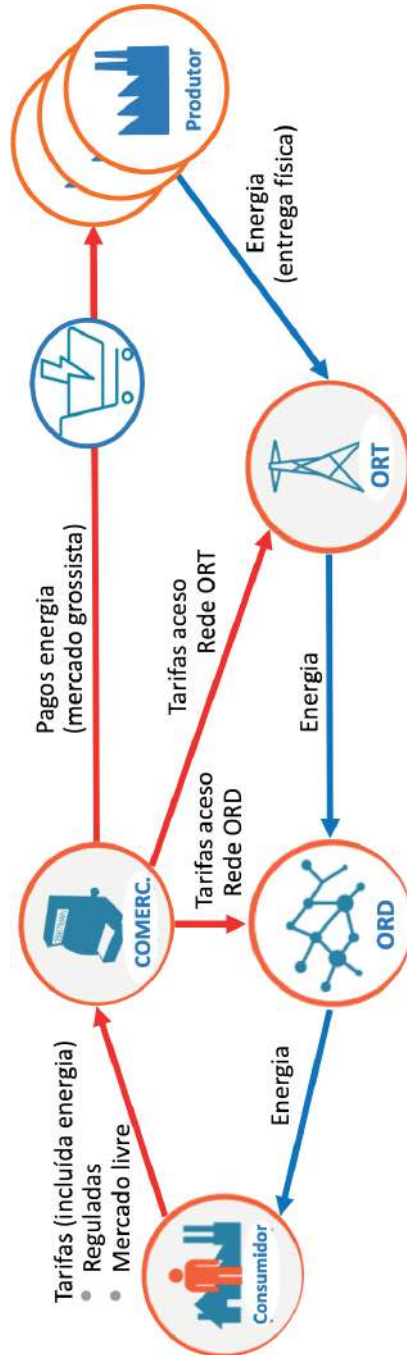 Tarifas (incluída energia)
Reguladas
Mercado livre
Pagos energia
(mercado grossista)
Produtor
COMERC.
Tarifas aceso
Rede ORD
Tarifas aceso
Rede ORT
Energia
(entrega física)
Consumidor
Energia
ORD
Energia
ORT